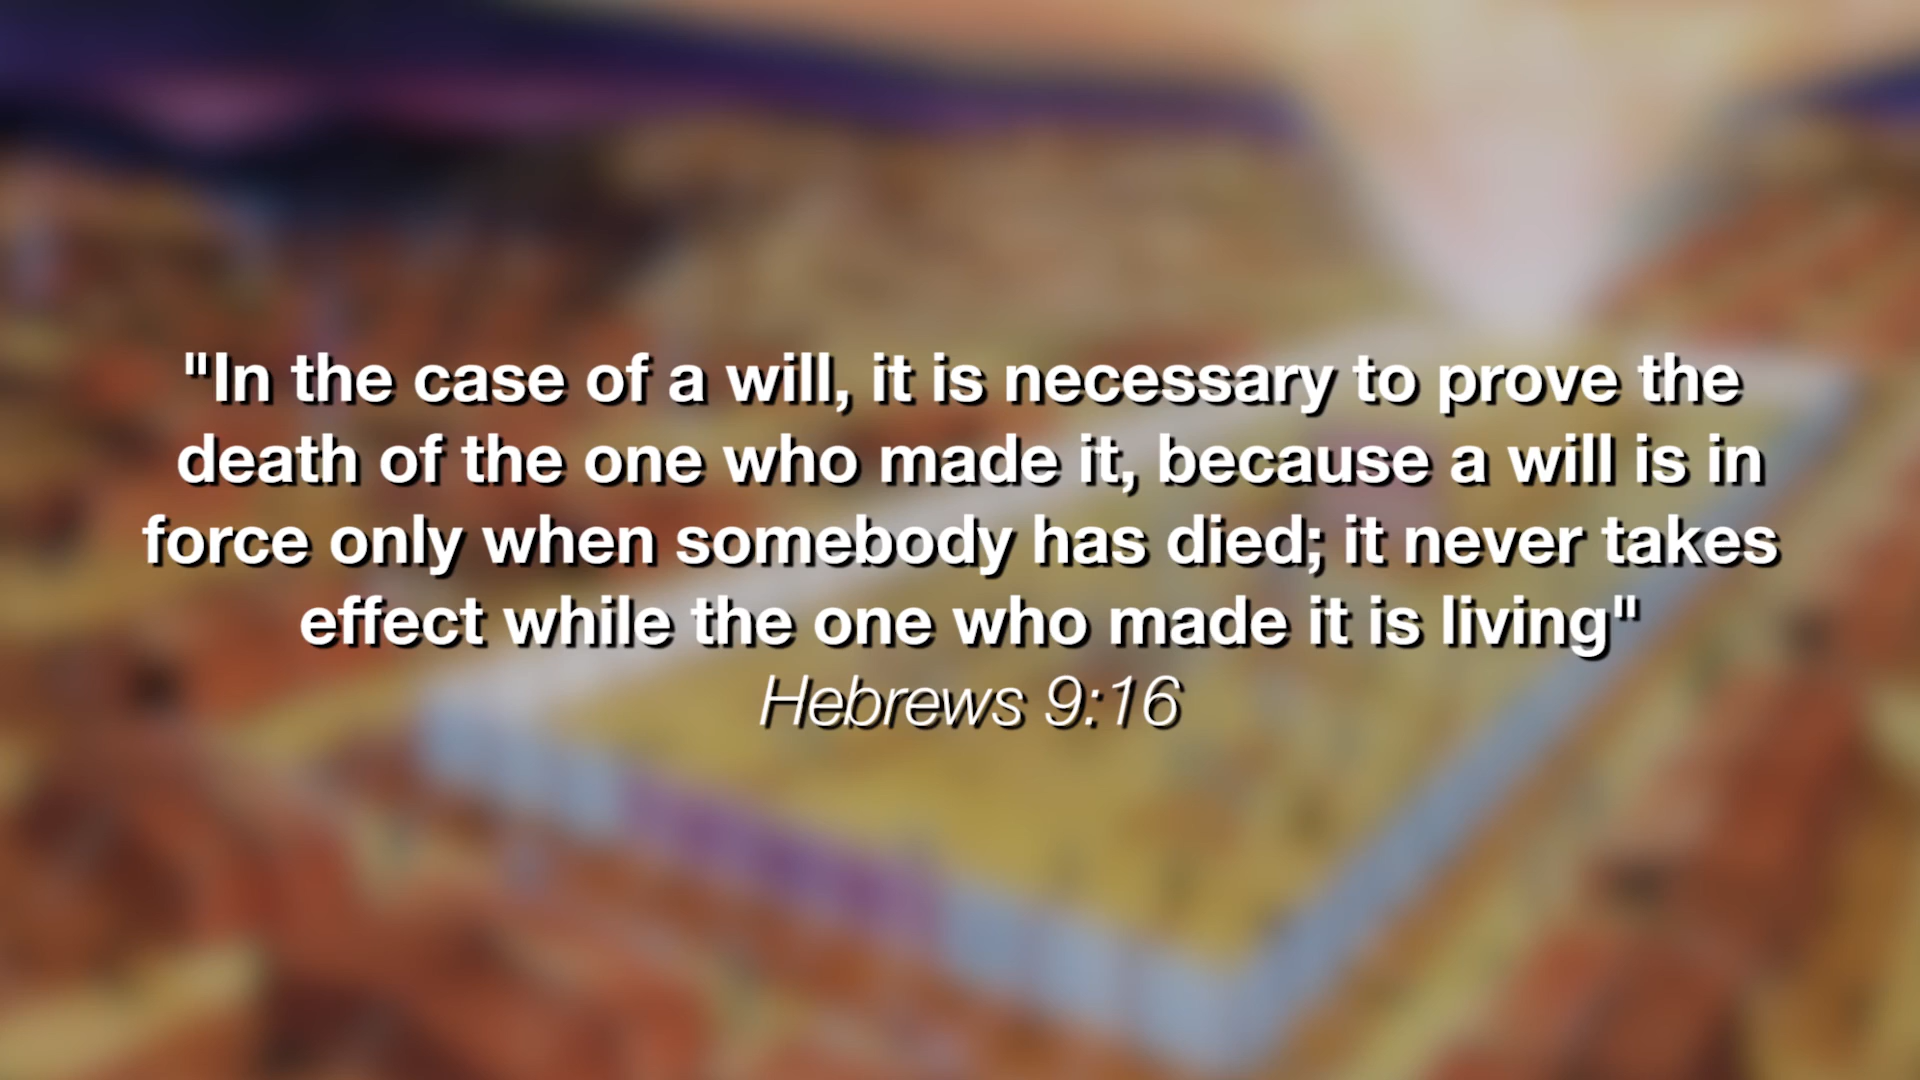 "In the case of a will, it is necessary to prove the
death of the one who made it, because a will is in
force only when somebody has died; it never takes
effect while the one who made it is living"
Hebrews 9:16